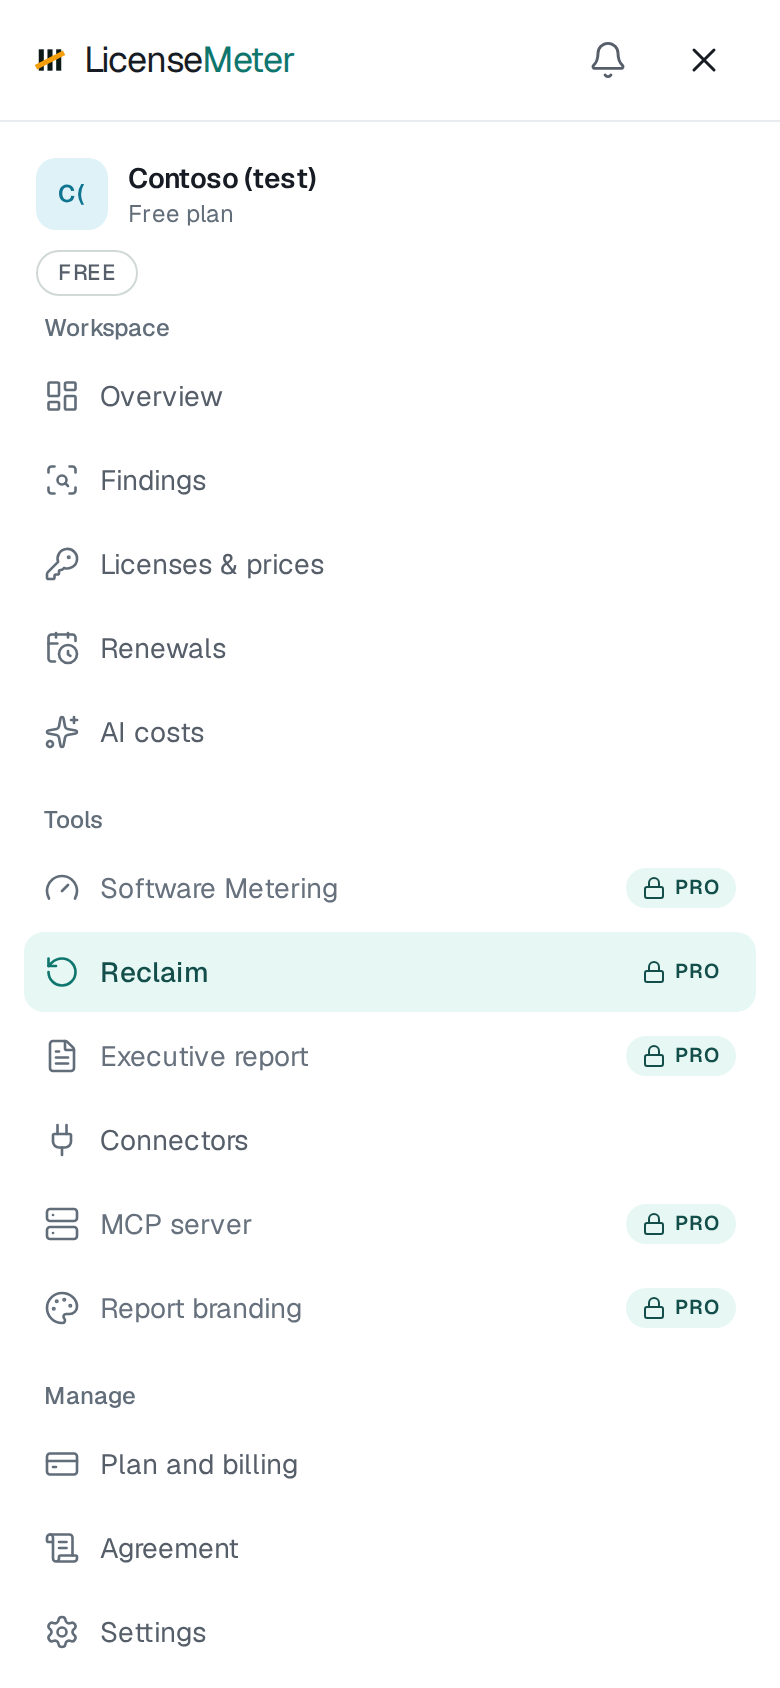 LicenseMeter
C(
Contoso (test)
Free plan
FREE
Workspace
Overview
Findings
Licenses & prices
Renewals
AI costs
Tools
Software Metering PRO
Reclaim PRO
Executive report PRO
Connectors
MCP server PRO
Report branding PRO
Manage
Plan and billing
Agreement
Settings